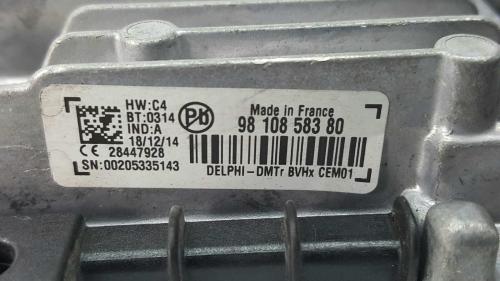 HW:C4
BT:0314
IND:A
18/12/14
CE 28447928
SN:00205335143
Pb
Made in France
98 108 583 80
DELPHI-DMTr BVHx CEM01